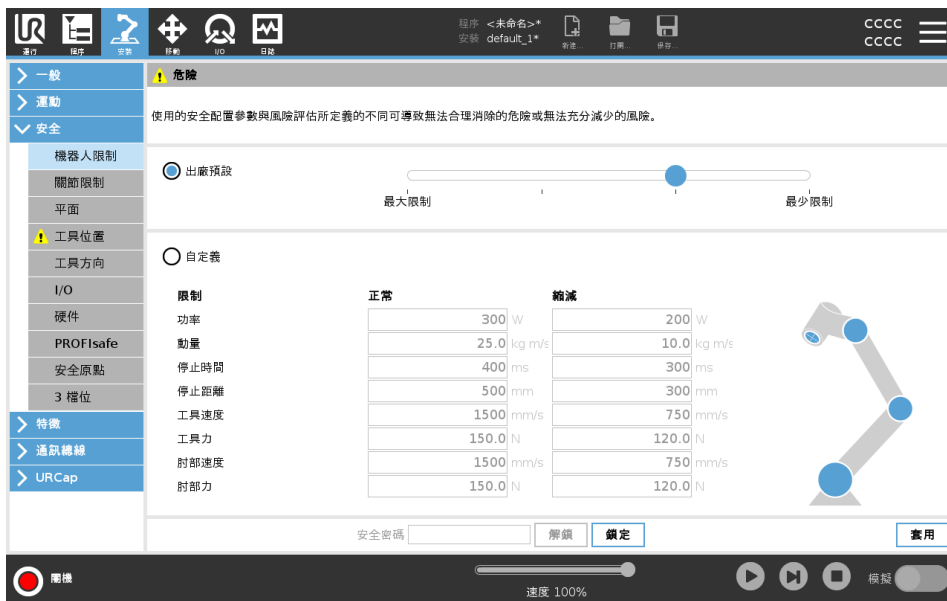 程序 <未命名>*
安裝 default_1*
新建...
打開...
保存...
CCCC
CCCC
運行
程序
安裝
移動
I/O
日誌
一般
運動
安全
機器人限制
關節限制
平面
工具位置
工具方向
I/O
硬件
PROFIsafe
安全原點
3 檔位
特徵
通訊總線
URCap
危險
使用的安全配置參數與風險評估所定義的不同可導致無法合理消除的危險或無法充分減少的風險。
出廠預設
最大限制 最少限制
自定義
限制 正常 縮減
功率 300 W 200 W
動量 25.0 kg m/s 10.0 kg m/s
停止時間 400 ms 300 ms
停止距離 500 mm 300 mm
工具速度 1500 mm/s 750 mm/s
工具力 150.0 N 120.0 N
肘部速度 1500 mm/s 750 mm/s
肘部力 150.0 N 120.0 N
安全密碼 解鎖 鎖定 套用
關機
速度 100%
模擬